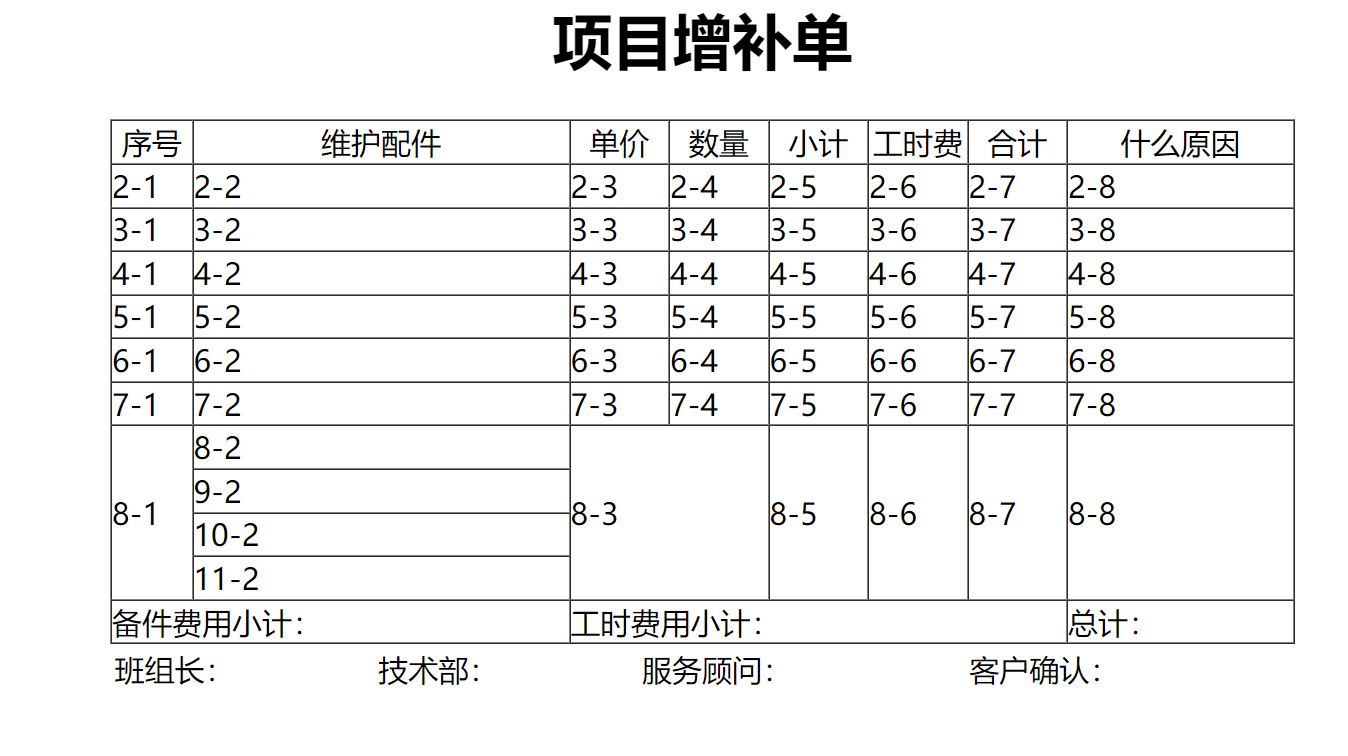 项目增补单
序号 维护配件 单价 数量 小计 工时费 合计 什么原因
2-1 2-2 2-3 2-4 2-5 2-6 2-7 2-8
3-1 3-2 3-3 3-4 3-5 3-6 3-7 3-8
4-1 4-2 4-3 4-4 4-5 4-6 4-7 4-8
5-1 5-2 5-3 5-4 5-5 5-6 5-7 5-8
6-1 6-2 6-3 6-4 6-5 6-6 6-7 6-8
7-1 7-2 7-3 7-4 7-5 7-6 7-7 7-8
8-2
9-2
8-1 8-3 8-5 8-6 8-7 8-8
10-2
11-2
备件费用小计： 工时费用小计： 总计：
班组长： 技术部： 服务顾问： 客户确认：